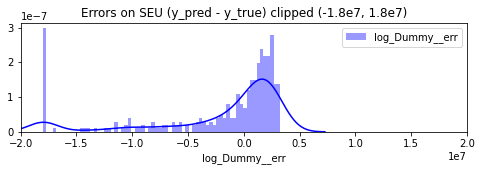 Errors on SEU (y_pred - y_true) clipped (-1.8e7, 1.8e7)
1e−7
log_Dummy__err
3
2
1
0
−2.0 −1.5 −1.0 −0.5 0.0 0.5 1.0 1.5 2.0
log_Dummy__err
1e7